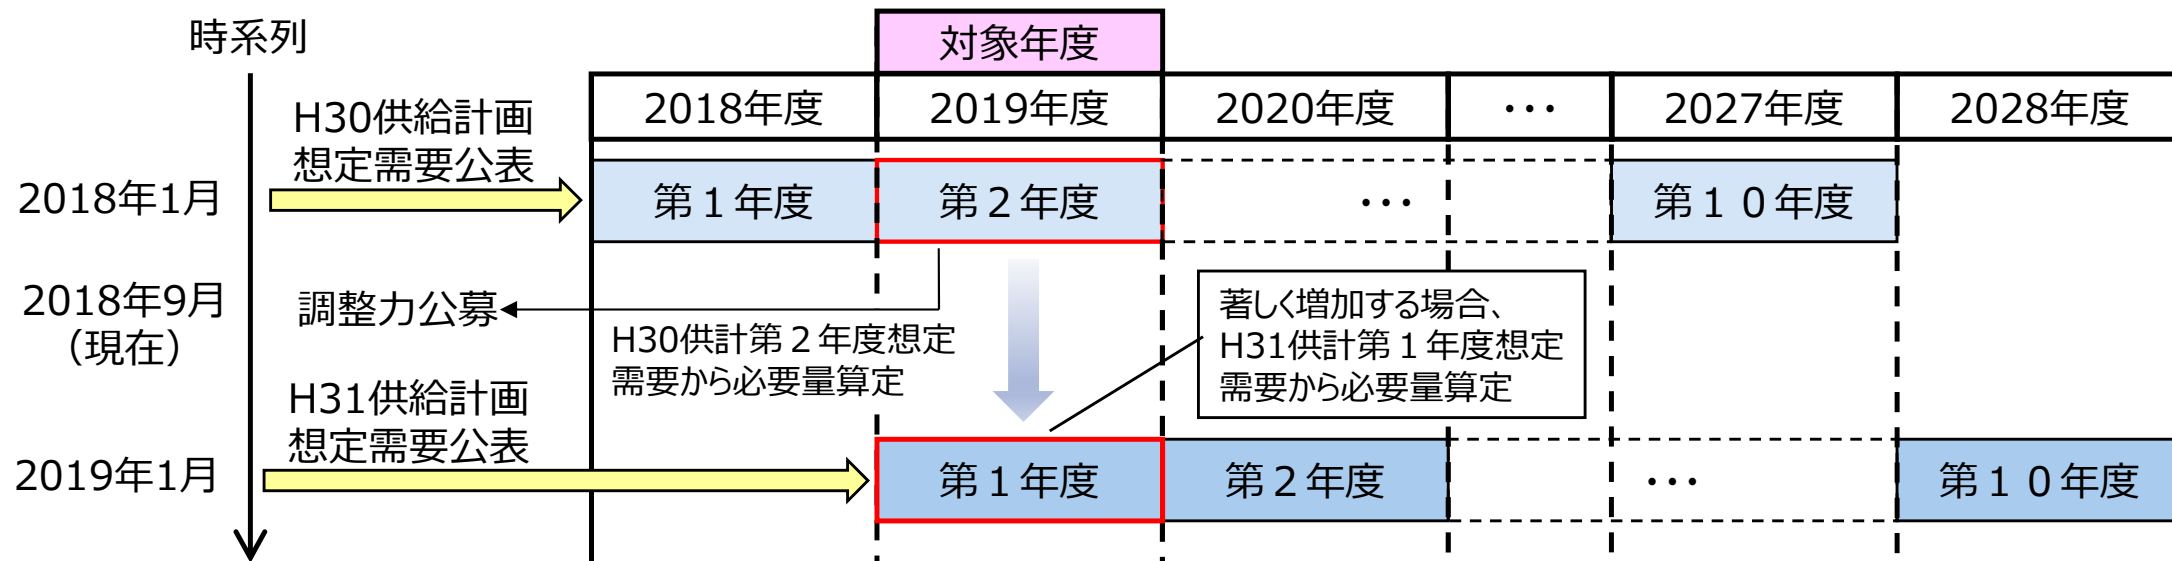 時系列
対象年度
2018年度
2019年度
2020年度
・・・
2027年度
2028年度
H30供給計画
想定需要公表
2018年1月
第１年度
第２年度
・・・
第１０年度
2018年9月
（現在）
調整力公募
H30供計第２年度想定
需要から必要量算定
著しく増加する場合、
H31供計第１年度想定
需要から必要量算定
H31供給計画
想定需要公表
2019年1月
第１年度
第２年度
・・・
第１０年度